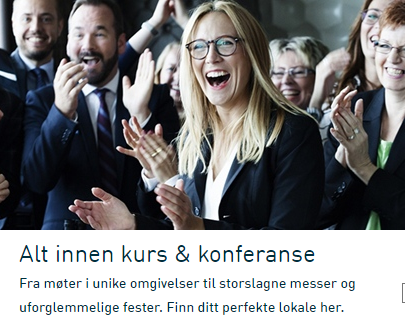 Alt innen kurs & konferanse
Fra møter i unike omgivelser til storslagne messer og
uforglemmelige fester. Finn ditt perfekte lokale her.